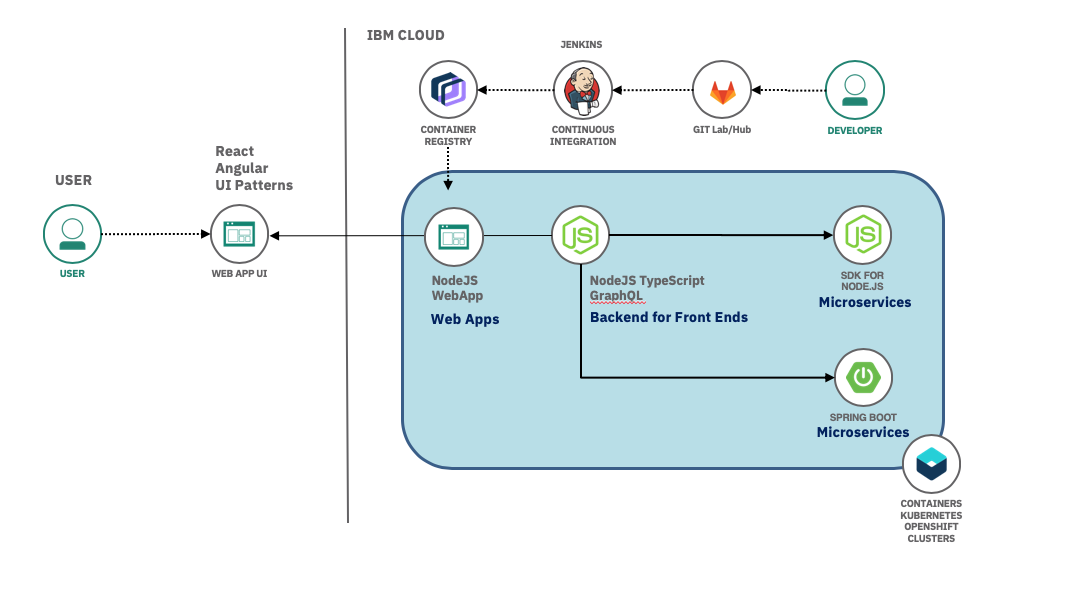 IBM CLOUD
JENKINS
CONTAINER
REGISTRY
CONTINUOUS
INTEGRATION
GIT Lab/Hub
DEVELOPER
USER
React
Angular
UI Patterns
USER
WEB APP UI
NodeJS
WebApp
Web Apps
JS
NodeJS TypeScript
GraphQL
Backend for Front Ends
JS
SDK FOR
NODE.JS
Microservices
SPRING BOOT
Microservices
CONTAINERS
KUBERNETES
OPENSHIFT
CLUSTERS